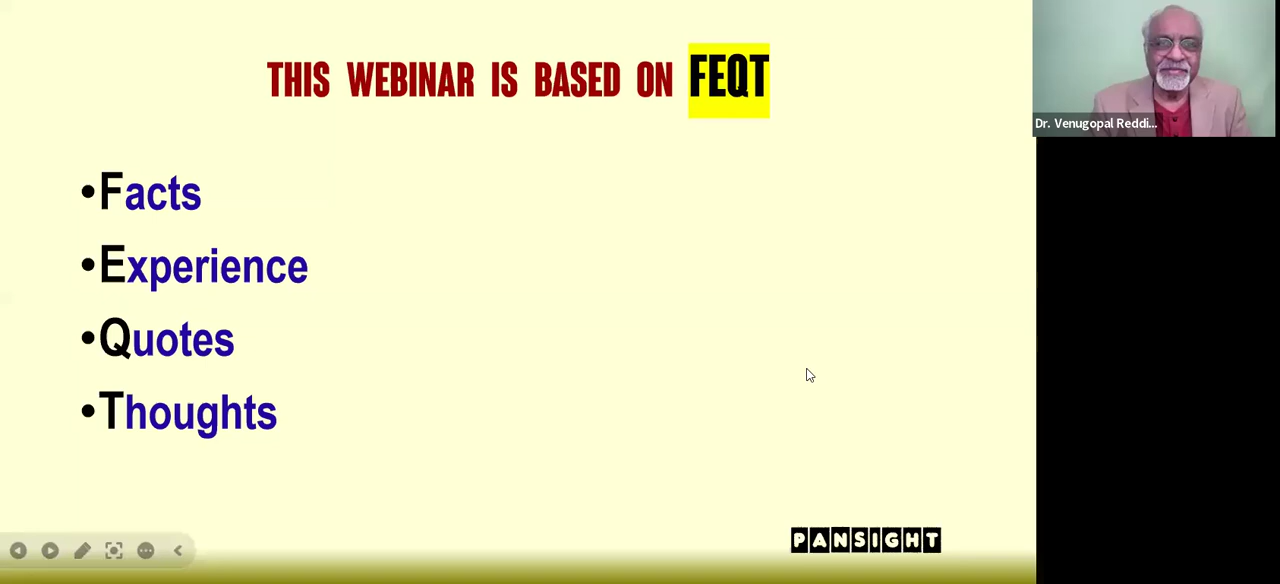 THIS WEBINAR IS BASED ON FEQT
•Facts
•Experience
•Quotes
•Thoughts
PANSIGHT
Dr. Venugopal Reddi...